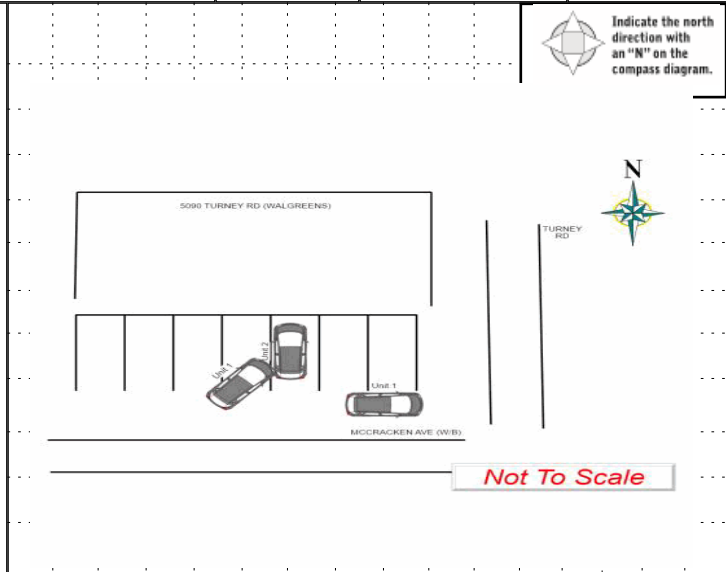 Indicate the north
direction with
an “N” on the
compass diagram.
N
5090 TURNEY RD (WALGREENS)
TURNEY
RD
Unit 2
Unit 1
Unit 1
MCCRACKEN AVE (W/B)
Not To Scale